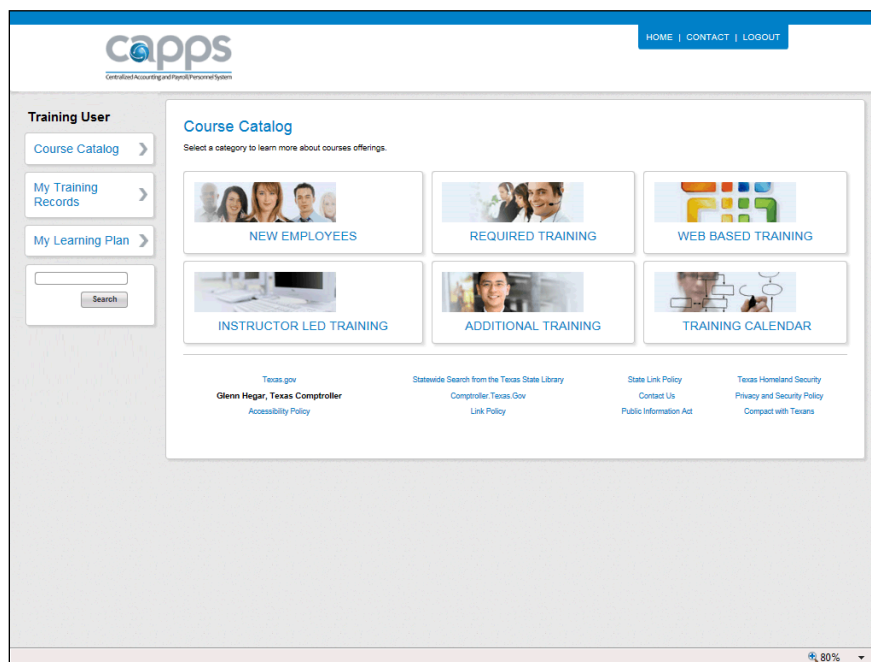 HOME | CONTACT | LOGOUT
capps
Centralized Accounting and Payroll/Personnel System
Training User
Course Catalog
My Training
Records
My Learning Plan
Search
Course Catalog
Select a category to learn more about courses offerings.
NEW EMPLOYEES
REQUIRED TRAINING
WEB BASED TRAINING
INSTRUCTOR LED TRAINING
ADDITIONAL TRAINING
TRAINING CALENDAR
Texas.gov
Statewide Search from the Texas State Library
State Link Policy
Texas Homeland Security
Glenn Hegar, Texas Comptroller
Comptroller.Texas.Gov
Contact Us
Privacy and Security Policy
Accessibility Policy
Link Policy
Public Information Act
Compact with Texans
80%